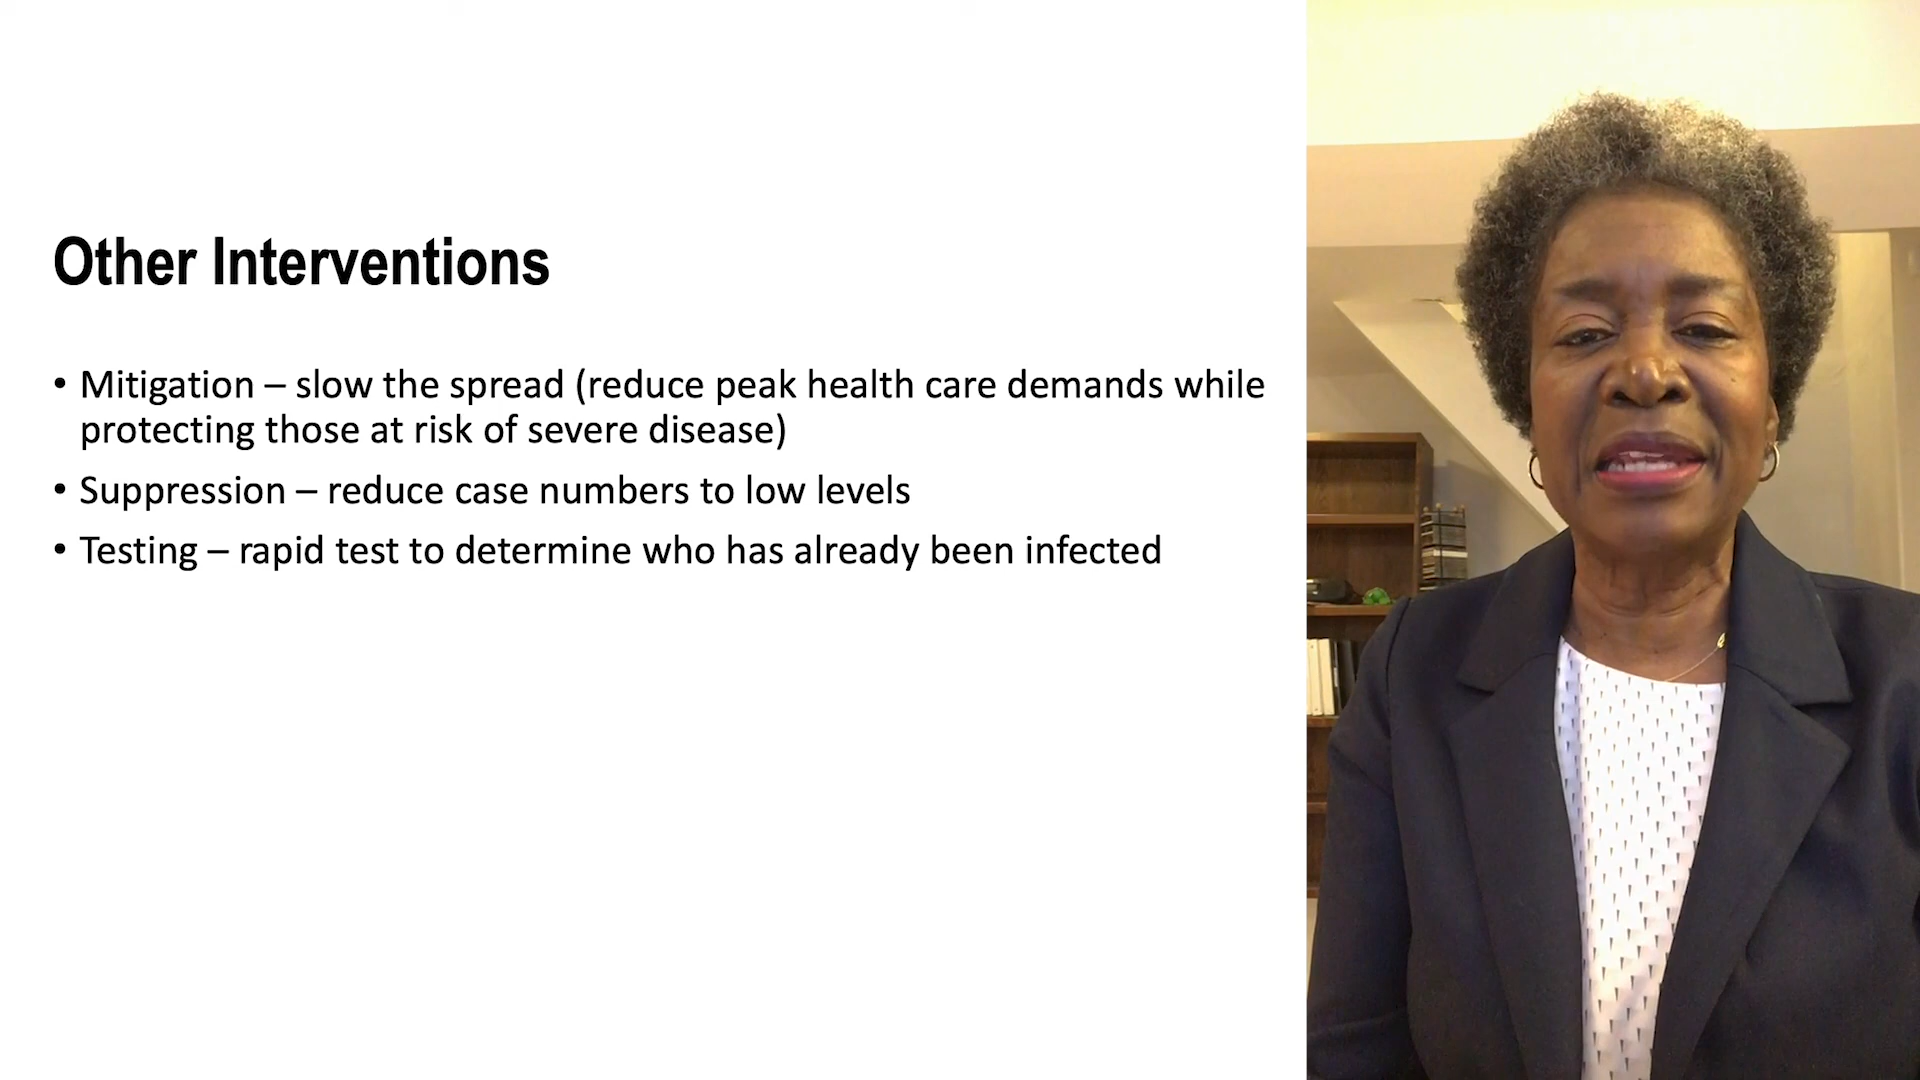 Other Interventions
• Mitigation – slow the spread (reduce peak health care demands while
protecting those at risk of severe disease)
• Suppression – reduce case numbers to low levels
• Testing – rapid test to determine who has already been infected